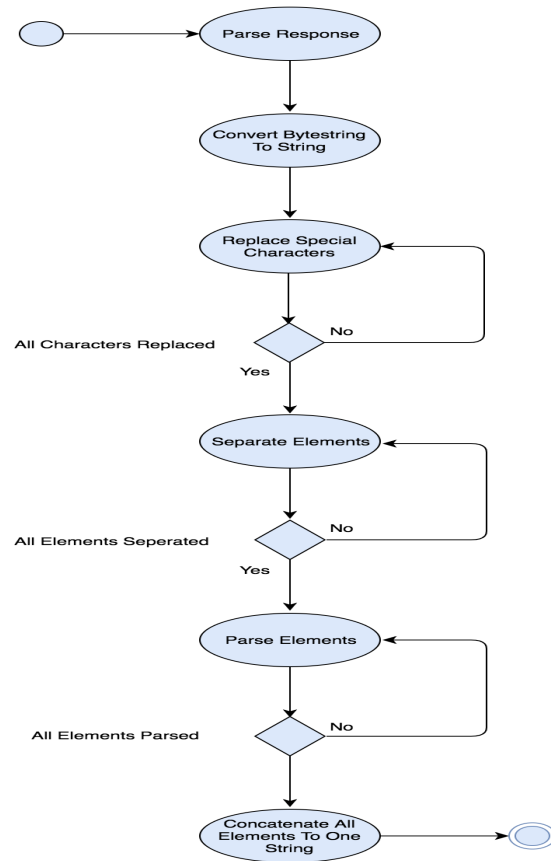 Parse Response
Convert Bytestring
To String
Replace Special
Characters
No
All Characters Replaced
Yes
Separate Elements
No
All Elements Seperated
Yes
Parse Elements
No
All Elements Parsed
Concatenate All
Elements To One
String